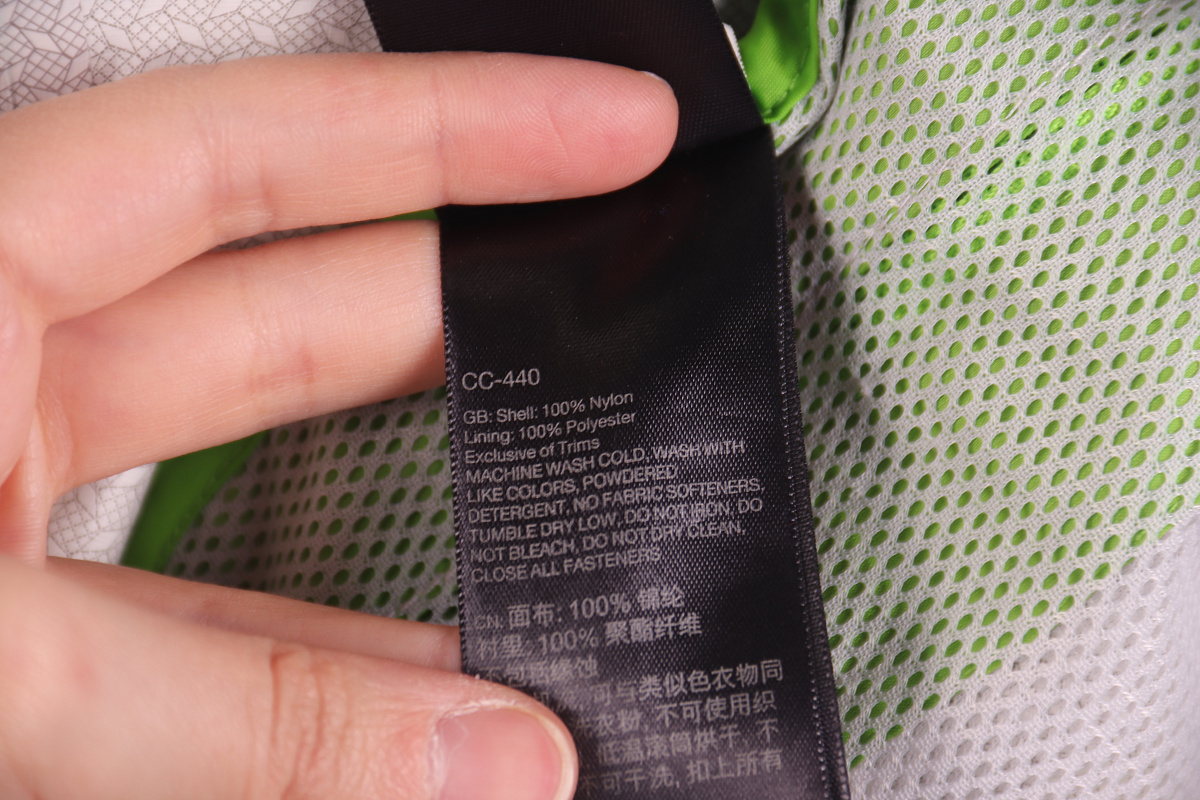 CC-440
GB: Shell: 100% Nylon
Lining: 100% Polyester
Exclusive of Trims
MACHINE WASH COLD, WASH WITH
LIKE COLORS, POWDERED
DETERGENT, NO FABRIC SOFTENERS,
TUMBLE DRY LOW, DO NOT IRON, DO
NOT BLEACH, DO NOT DRY CLEAN,
CLOSE ALL FASTENERS
CN: 面布: 100% 锦纶
衬里: 100% 聚酯纤维
可与类似色衣物同
衣粉, 不可使用织
低温滚筒烘干, 不
不可干洗, 扣上所有